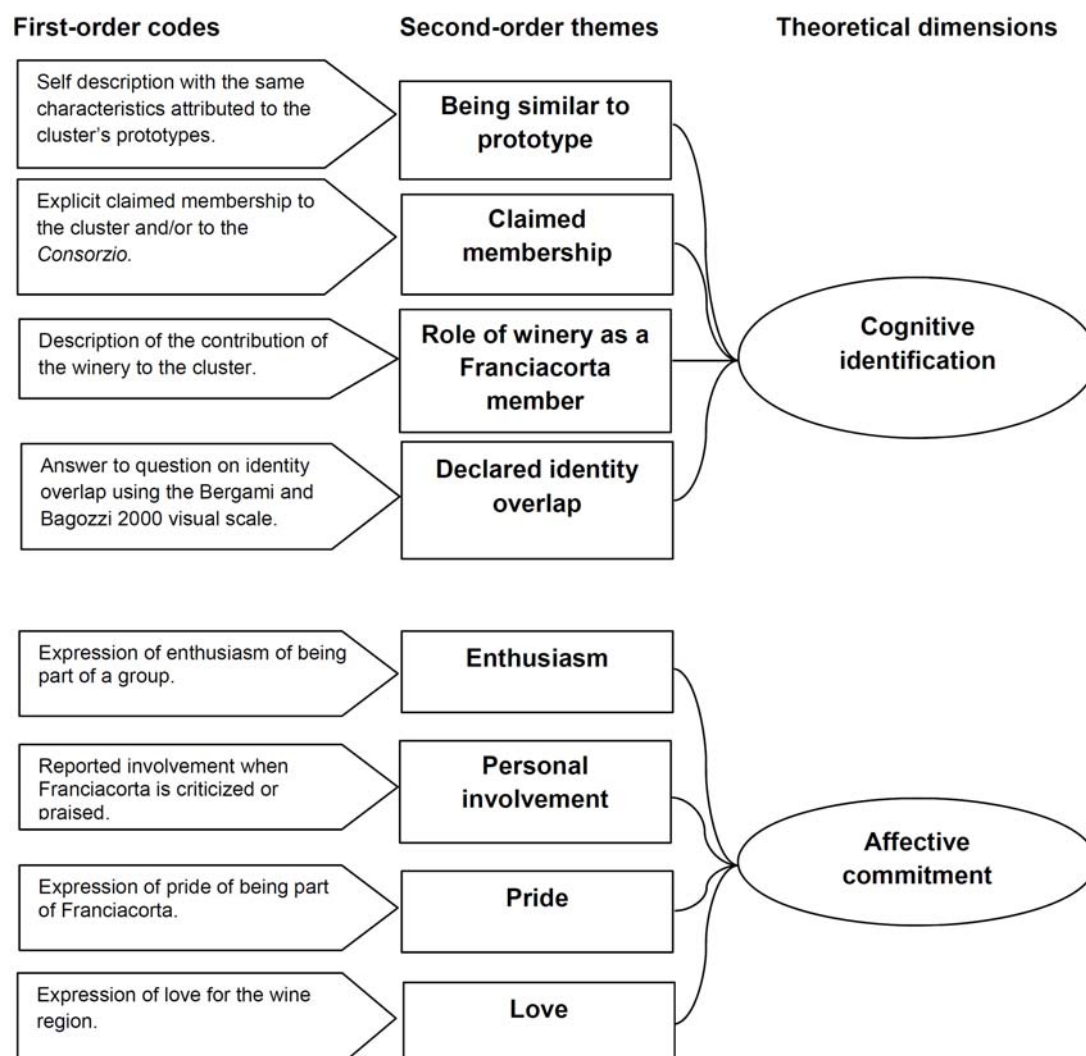 First-order codes
Second-order themes
Theoretical dimensions
Self description with the same
characteristics attributed to the
cluster's prototypes.
Being similar to
prototype
Explicit claimed membership to
the cluster and/or to the
Consorzio.
Claimed
membership
Description of the contribution of
the winery to the cluster.
Role of winery as a
Franciacorta
member
Answer to question on identity
overlap using the Bergami and
Bagozzi 2000 visual scale.
Declared identity
overlap
Cognitive
identification
Expression of enthusiasm of being
part of a group.
Enthusiasm
Reported involvement when
Franciacorta is criticized or
praised.
Personal
involvement
Expression of pride of being part
of Franciacorta.
Pride
Expression of love for the wine
region.
Love
Affective
commitment